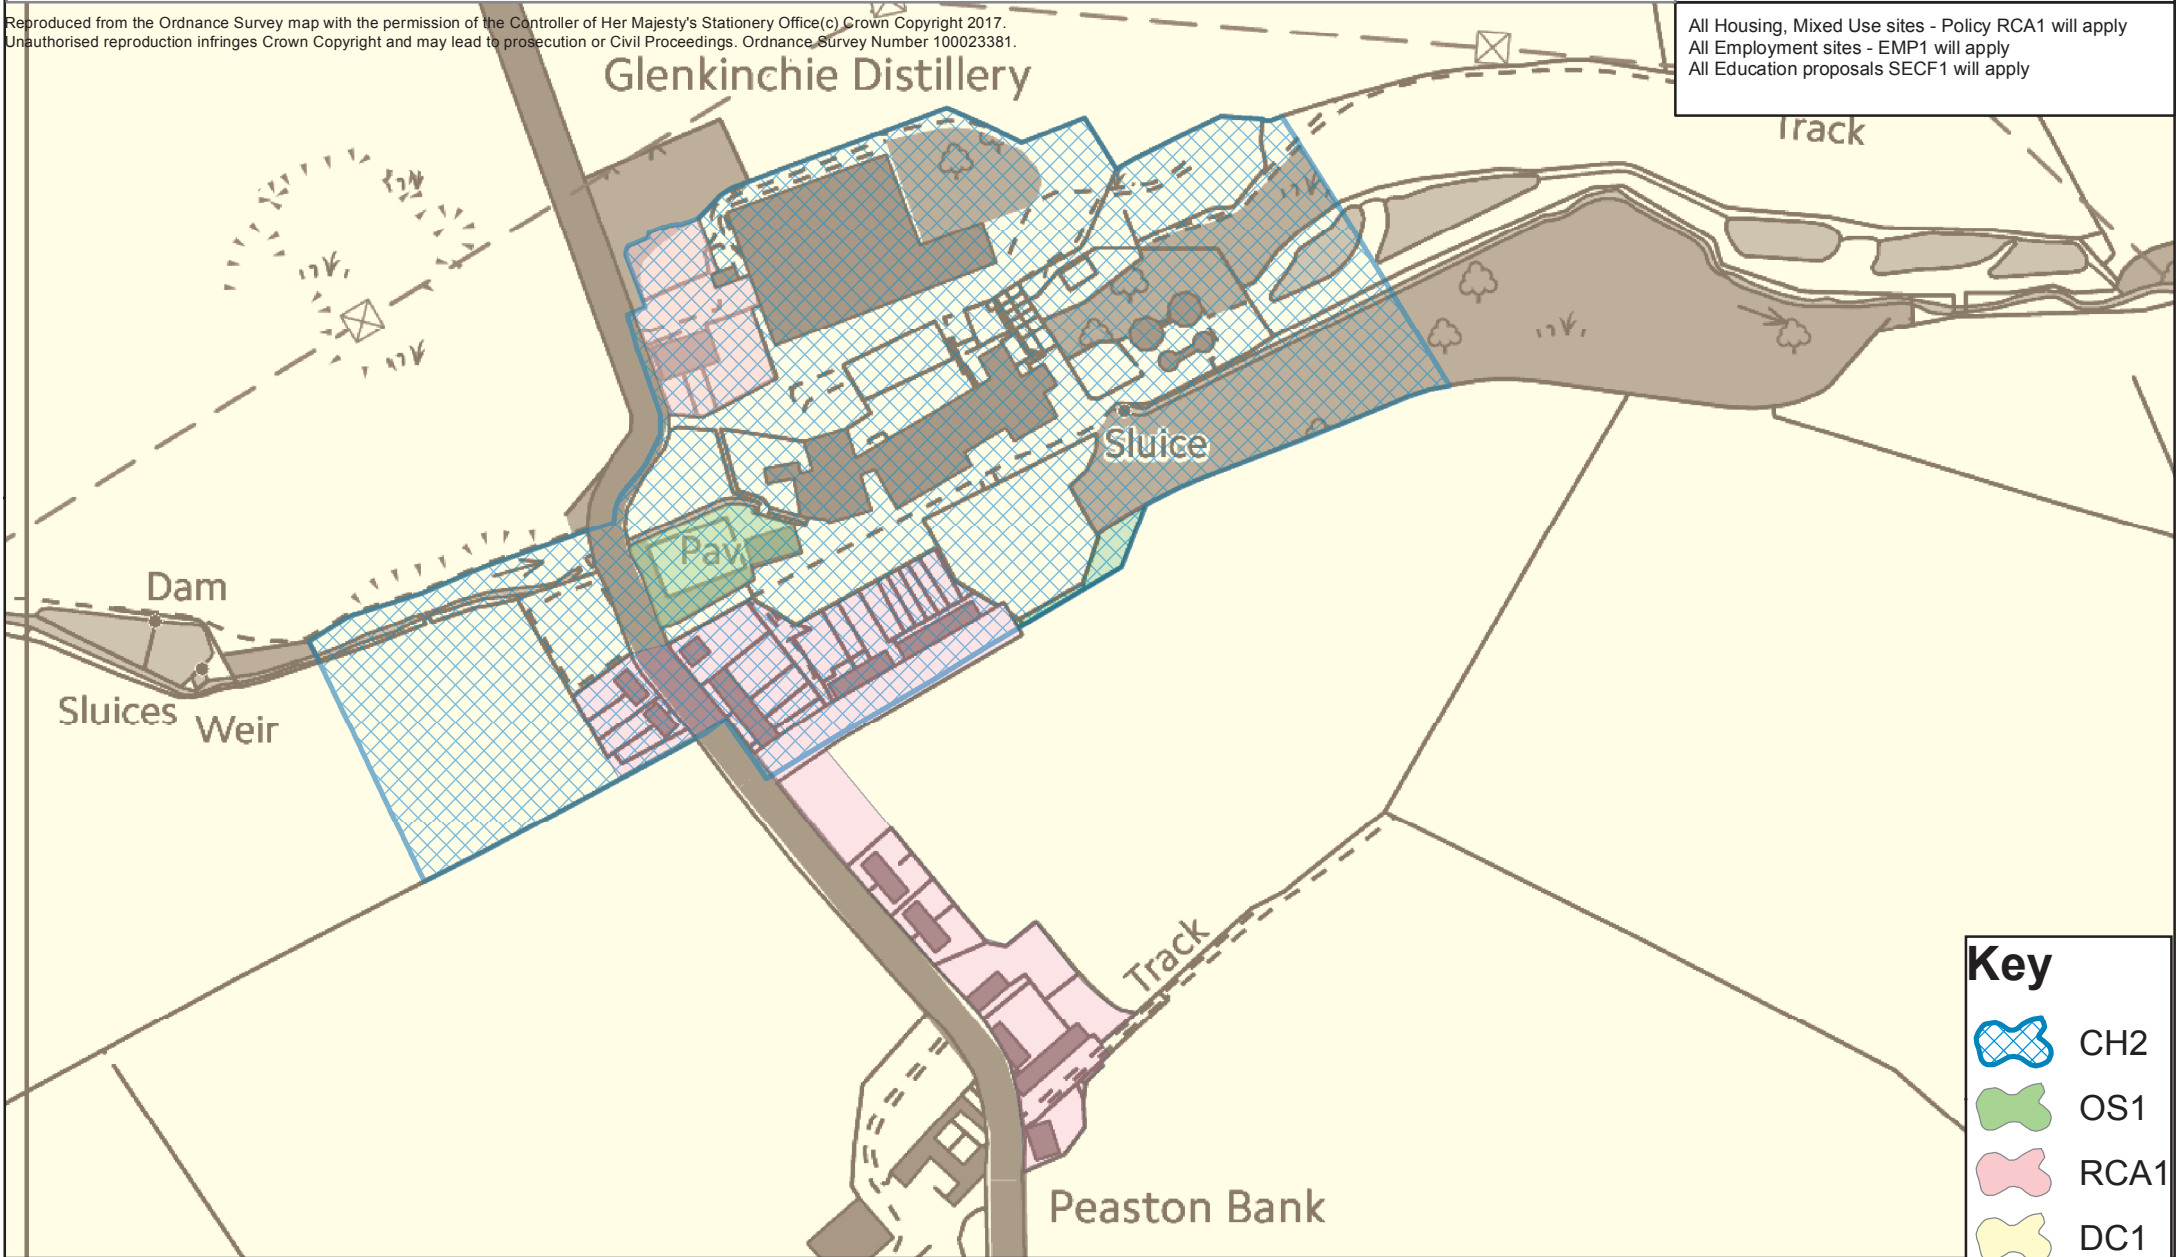 Reproduced from the Ordnance Survey map with the permission of the Controller of Her Majesty's Stationery Office(c) Crown Copyright 2017.
Unauthorised reproduction infringes Crown Copyright and may lead to prosecution or Civil Proceedings. Ordnance Survey Number 100023381.
All Housing, Mixed Use sites - Policy RCA1 will apply
All Employment sites - EMP1 will apply
All Education proposals SECF1 will apply
Glenkinchie Distillery
Track
Sluice
Pav
Dam
Sluices
Weir
Track
Peaston Bank
Key
CH2
OS1
RCA1
DC1